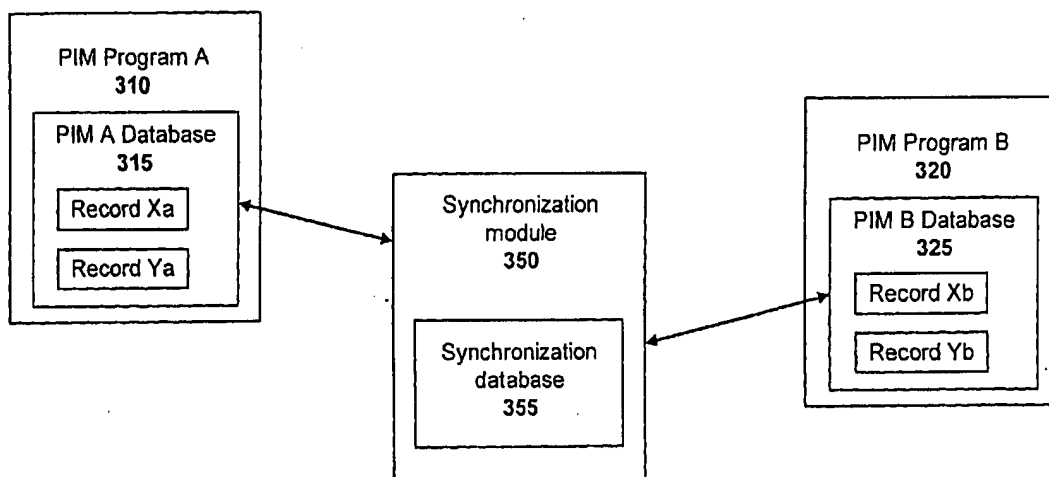 PIM Program A
310
PIM A Database
315
Record Xa
Record Ya
Synchronization
module
350
Synchronization
database
355
PIM Program B
320
PIM B Database
325
Record Xb
Record Yb